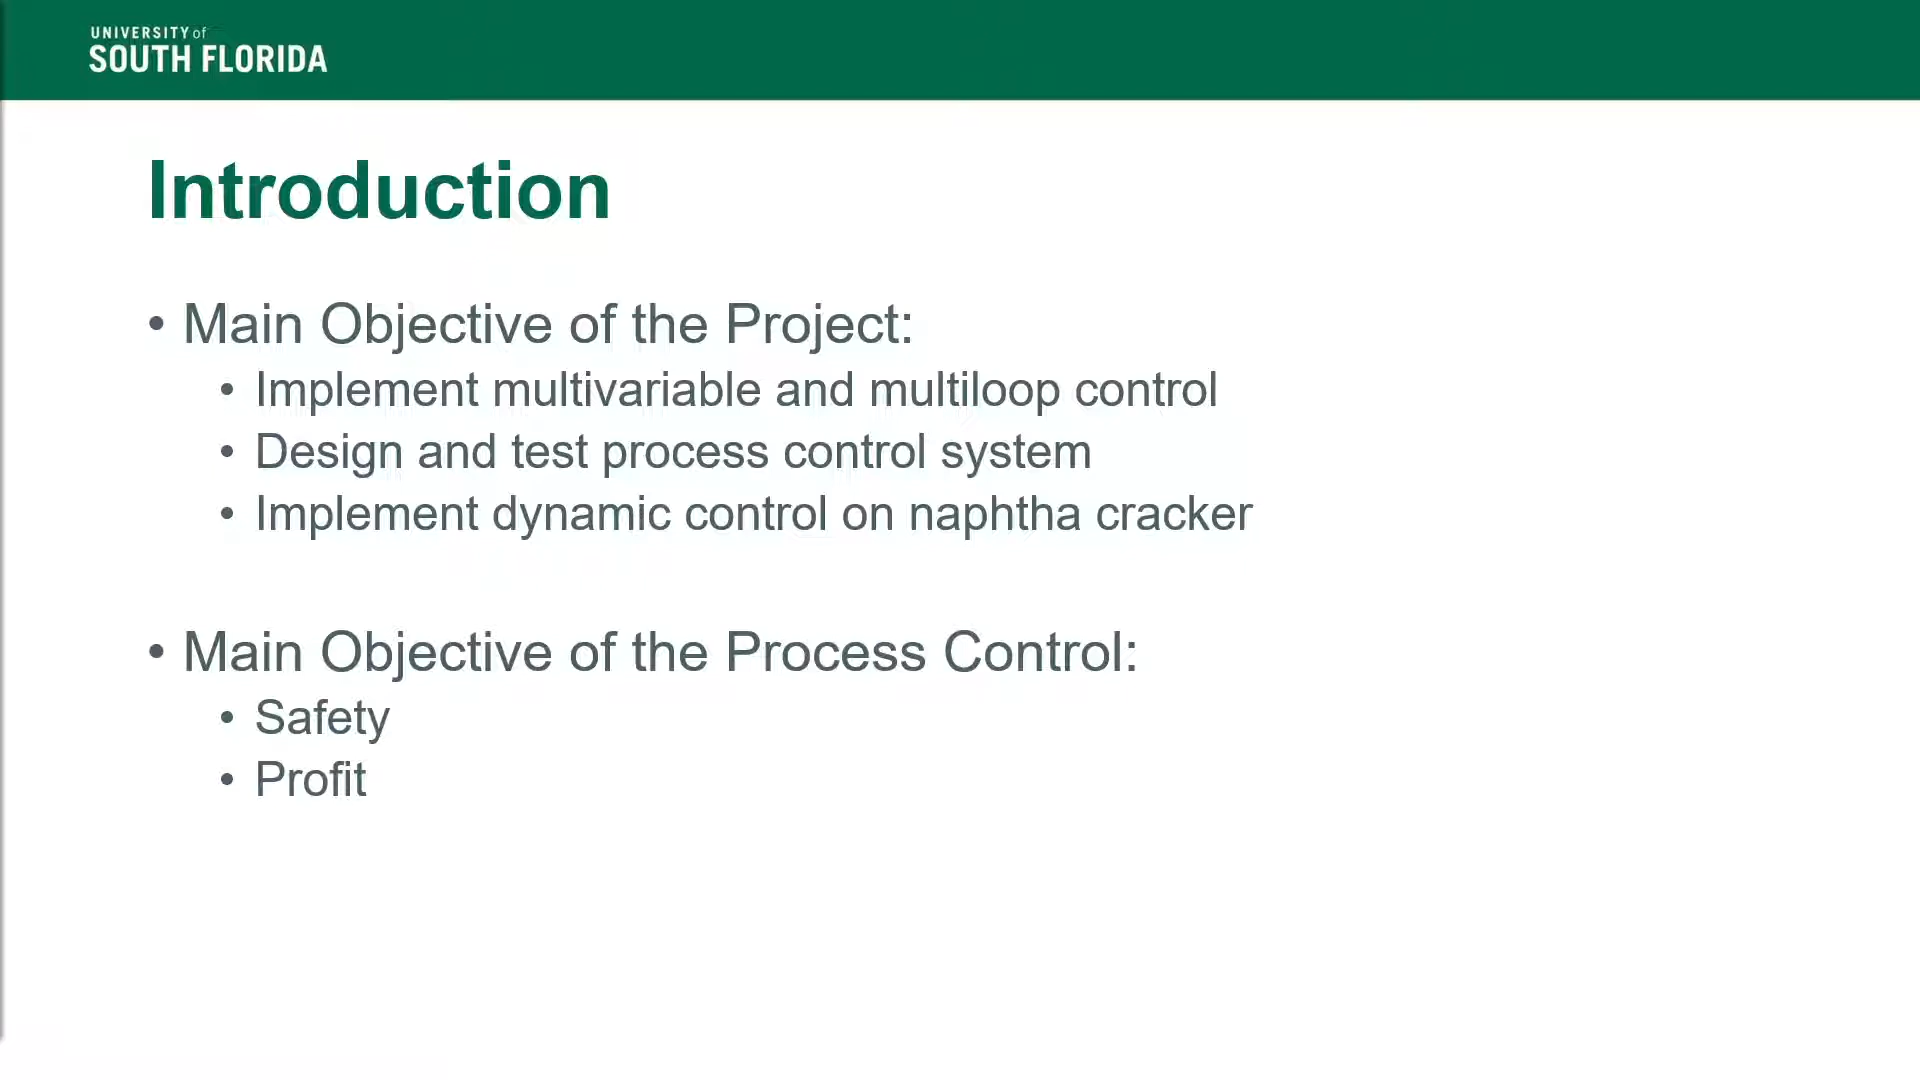 UNIVERSITY of
SOUTH FLORIDA
Introduction
• Main Objective of the Project:
• Implement multivariable and multiloop control
• Design and test process control system
• Implement dynamic control on naphtha cracker
• Main Objective of the Process Control:
• Safety
• Profit